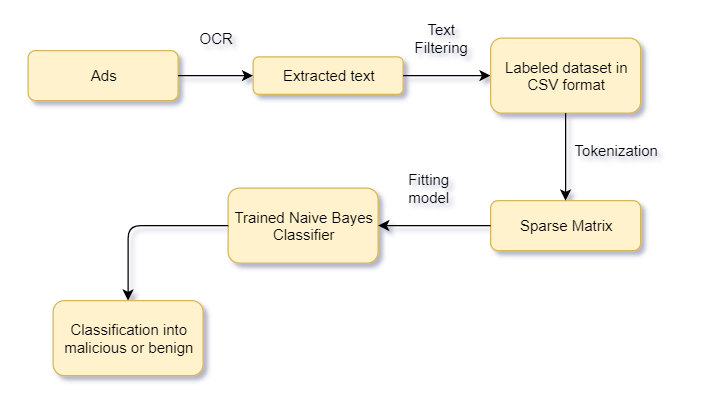 OCR
Text
Filtering
Ads
Extracted text
Labeled dataset in
CSV format
Tokenization
Fitting
model
Trained Naive Bayes
Classifier
Sparse Matrix
Classification into
malicious or benign